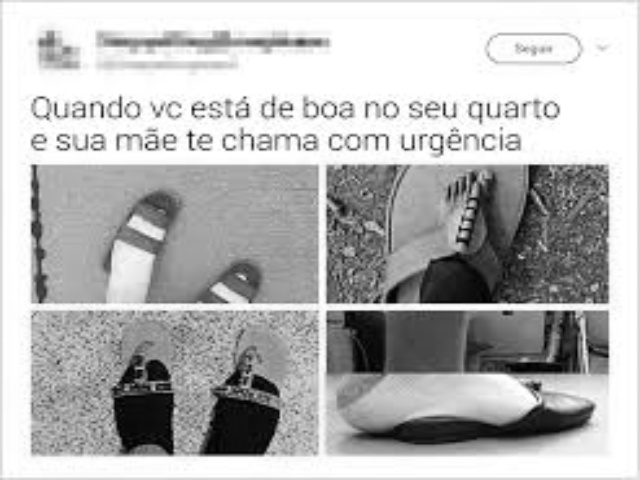 Seguir
Quando vc está de boa no seu quarto
e sua mãe te chama com urgência